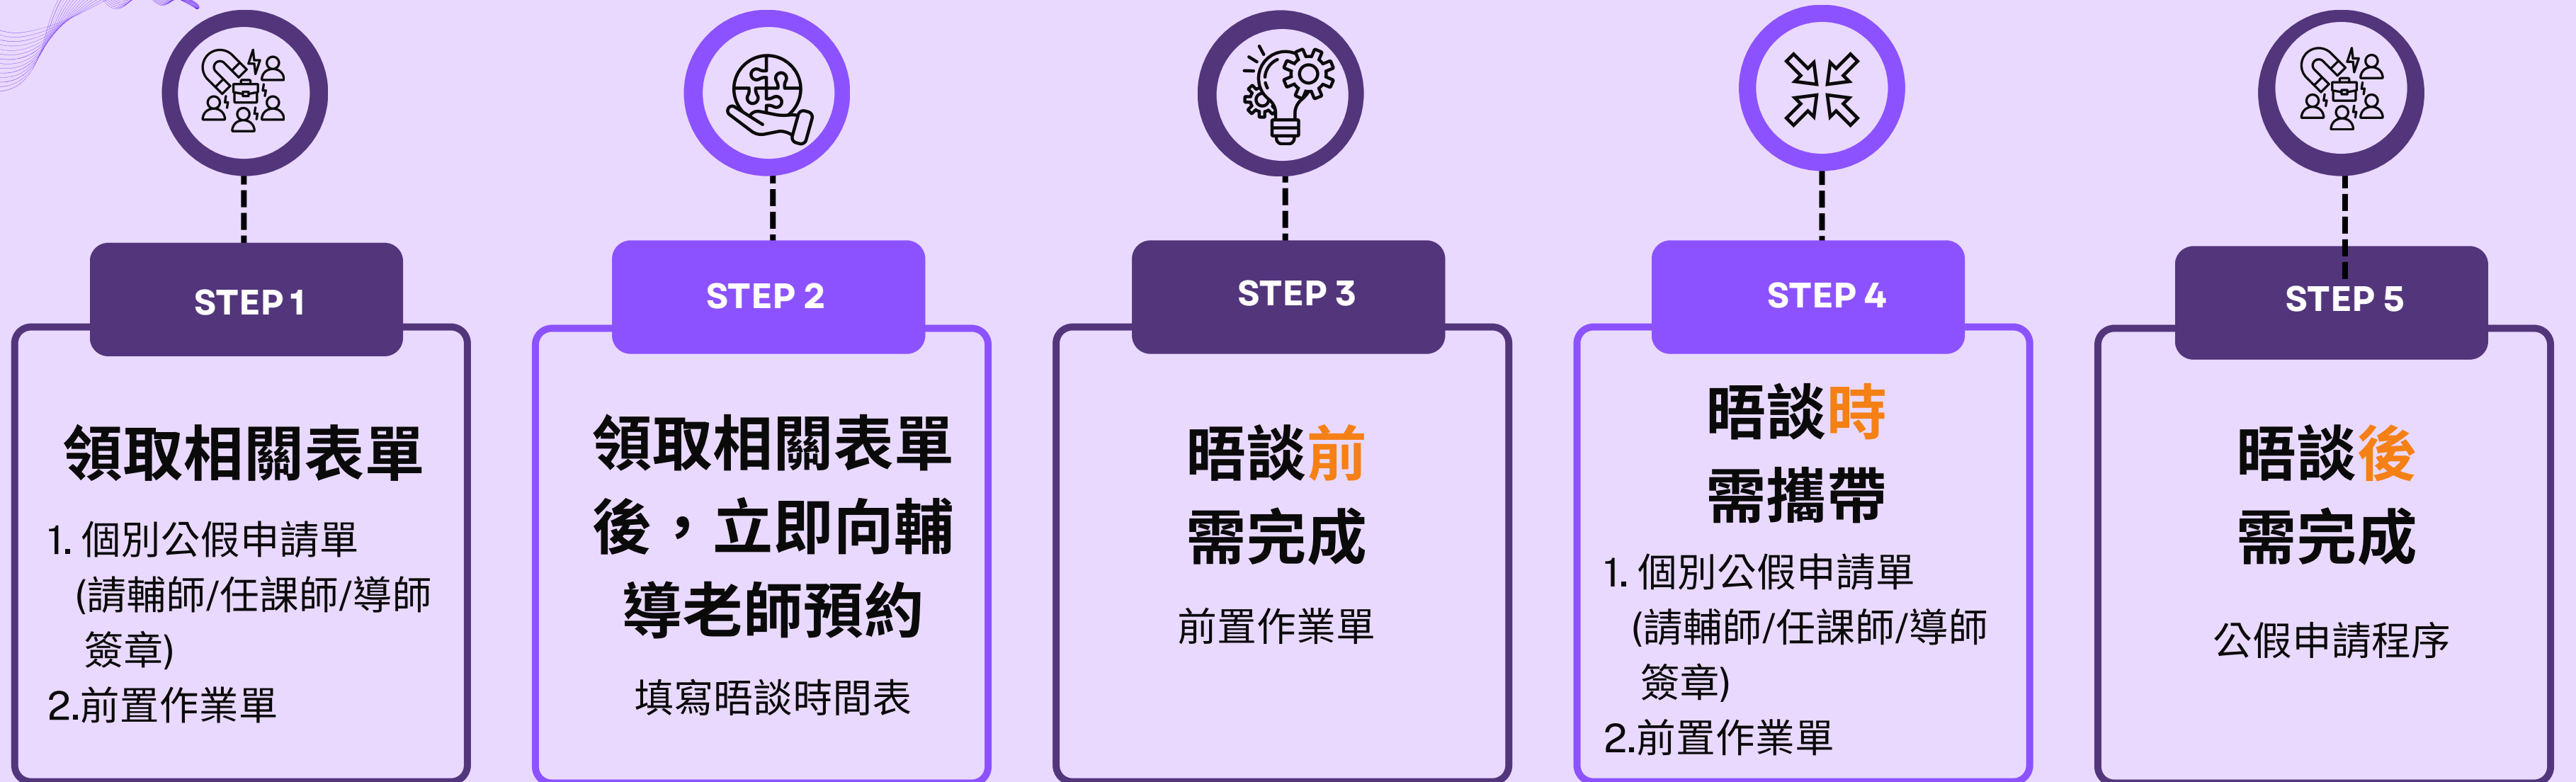 STEP 1
領取相關表單
1. 個別公假申請單
(請輔師/任課師/導師
簽章)
2.前置作業單
STEP 2
領取相關表單
後，立即向輔
導老師預約
填寫晤談時間表
STEP 3
晤談前
需完成
前置作業單
STEP 4
晤談時
需攜帶
1. 個別公假申請單
(請輔師/任課師/導師
簽章)
2.前置作業單
STEP 5
晤談後
需完成
公假申請程序